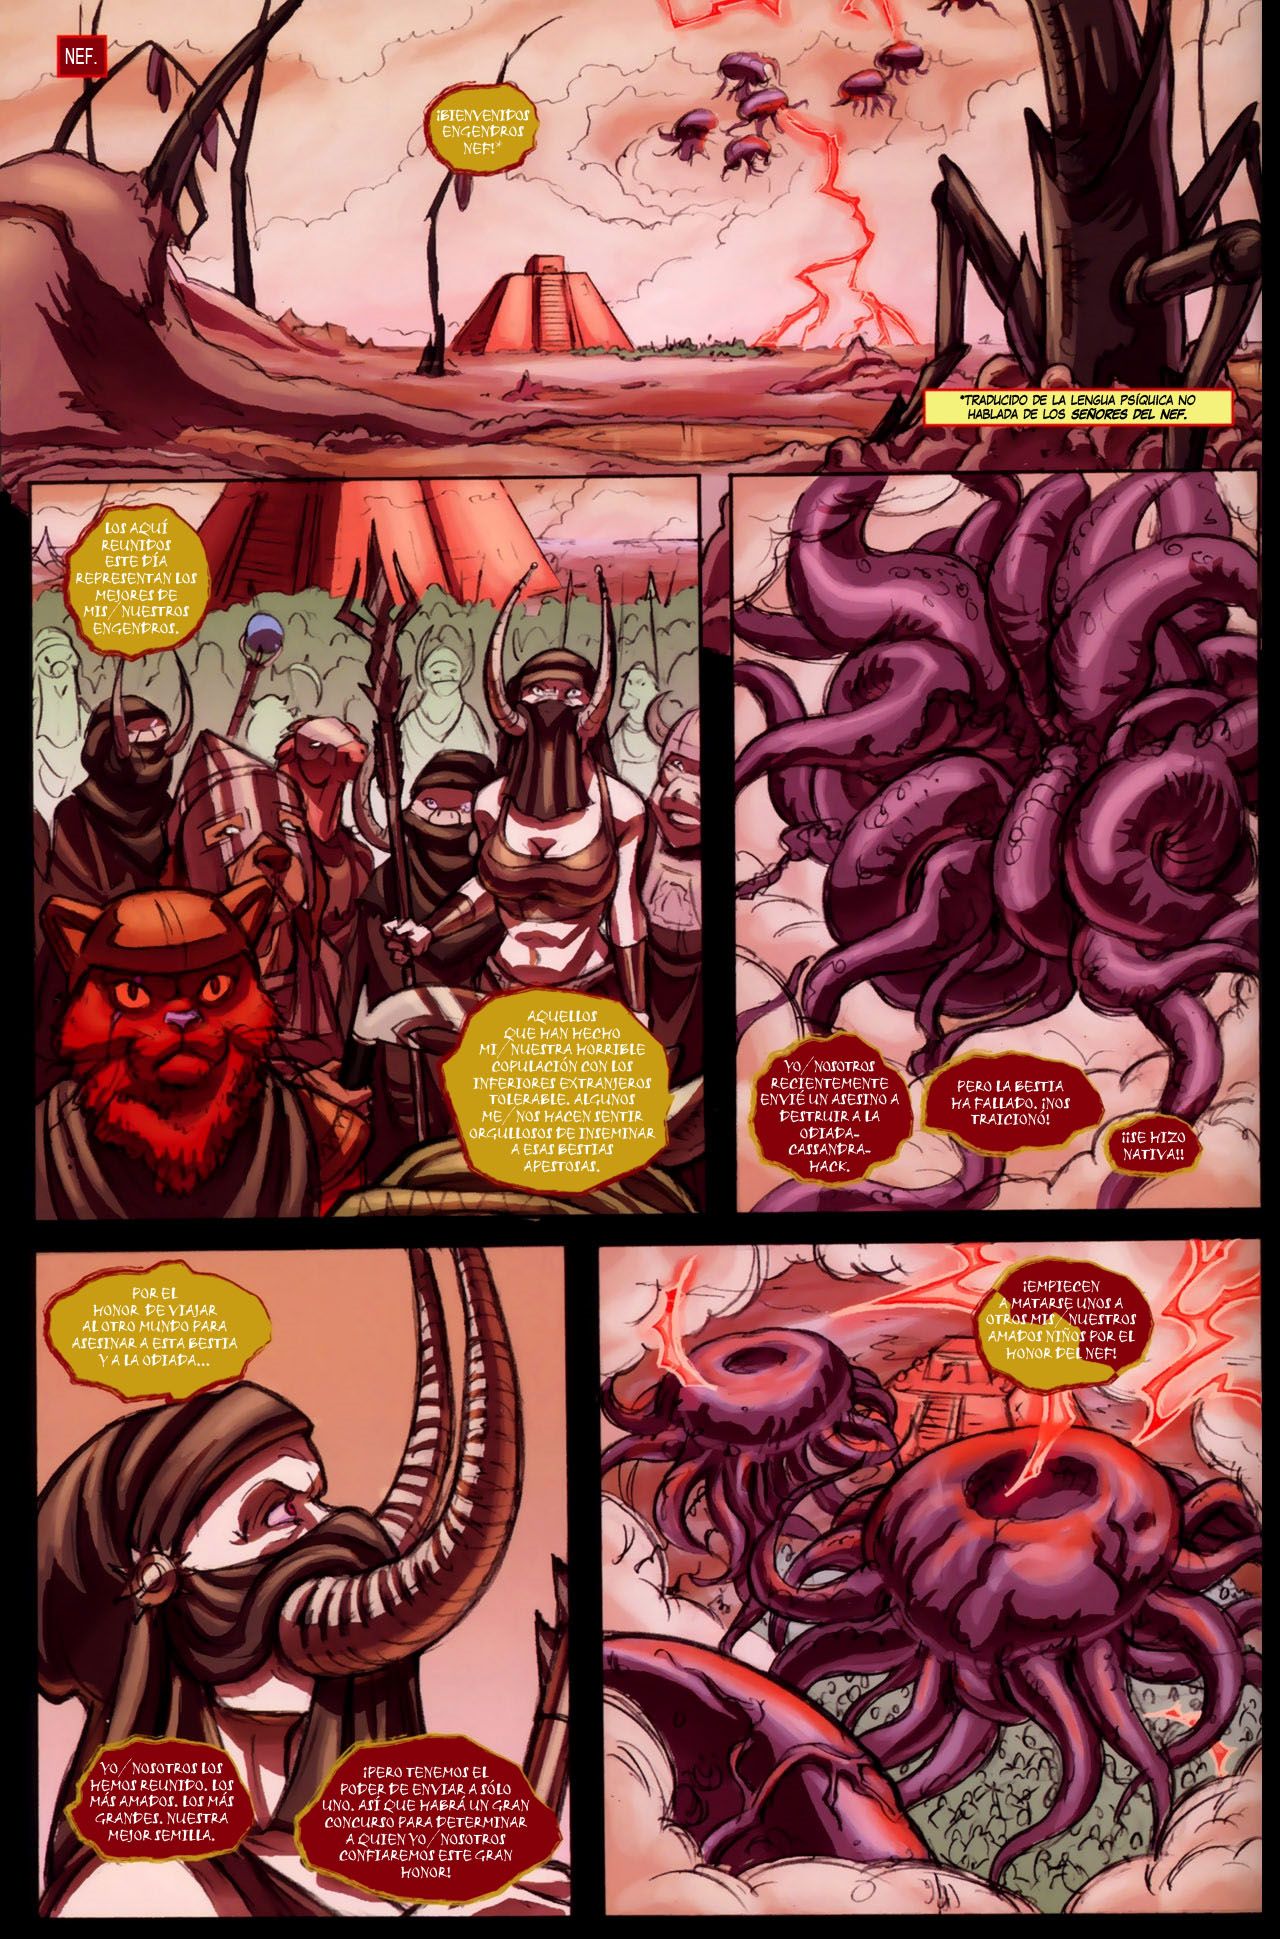 NEF.
¡BIENVENIDOS
ENGENDROS
NEF!*
*TRADUCIDO DE LA LENGUA PSÍQUICA NO
HABLADA DE LOS SEÑORES DEL NEF.
LOS AQUÍ
REUNIDOS
ESTE DÍA
REPRESENTAN LOS
MEJORES DE
MIS/NUESTROS
ENGENDROS.
AQUELLOS
QUE HAN HECHO
MI/NUESTRA HORRIBLE
COPULACIÓN CON LOS
INFERIORES EXTRANJEROS
TOLERABLE. ALGUNOS
ME/NOS HACEN SENTIR
ORGULLOSOS DE INSEMINAR
A ESAS BESTIAS
APESTOSAS.
YO/NOSOTROS
RECIENTEMENTE
ENVIÉ UN ASESINO A
DESTRUIR A LA
ODIADA-
CASSANDRA-
HACK.
PERO LA BESTIA
HA FALLADO. ¡NOS
TRAICIONÓ!
¡¡SE HIZO
NATIVA!!
POR EL
HONOR DE VIAJAR
AL OTRO MUNDO PARA
ASESINAR A ESTA BESTIA
Y A LA ODIADA...
YO/NOSOTROS LOS
HEMOS REUNIDO. LOS
MÁS AMADOS. LOS MÁS
GRANDES. NUESTRA
MEJOR SEMILLA.
¡PERO TENEMOS EL
PODER DE ENVIAR A SÓLO
UNO. ASÍ QUE HABRÁ UN GRAN
CONCURSO PARA DETERMINAR
A QUIEN YO/NOSOTROS
CONFIAREMOS ESTE GRAN
HONOR!
¡EMPIECEN
A MATARSE UNOS A
OTROS MIS/NUESTROS
AMADOS NIÑOS POR EL
HONOR DEL NEF!